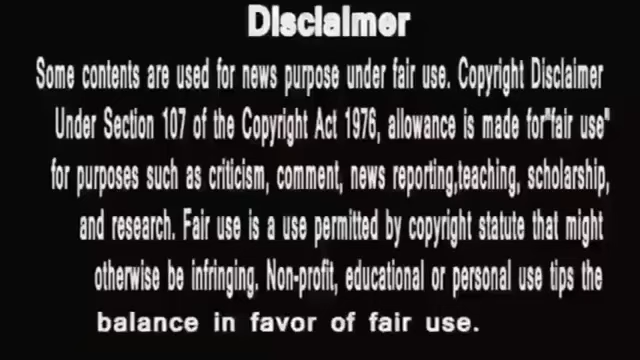 Disclaimer
Some contents are used for news purpose under fair use. Copyright Disclaimer
Under Section 107 of the Copyright Act 1976, allowance is made for"fair use"
for purposes such as criticism, comment, news reporting,teaching, scholarship,
and research. Fair use is a use permitted by copyright statute that might
otherwise be infringing. Non-profit, educational or personal use tips the
balance in favor of fair use.